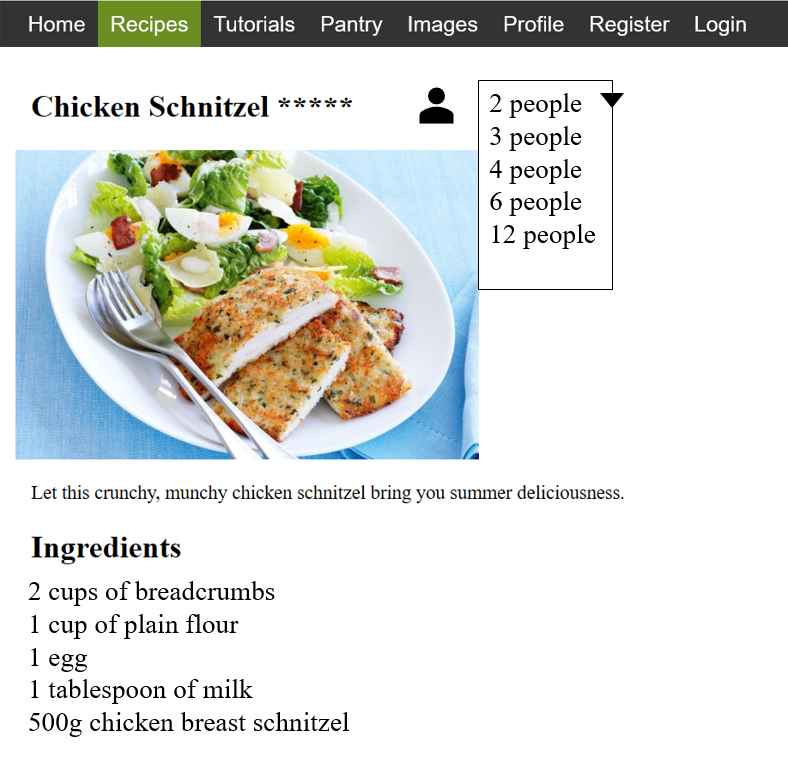 Home Recipes Tutorials Pantry Images Profile Register Login
Chicken Schnitzel *****
2 people
3 people
4 people
6 people
12 people
Let this crunchy, munchy chicken schnitzel bring you summer deliciousness.
Ingredients
2 cups of breadcrumbs
1 cup of plain flour
1 egg
1 tablespoon of milk
500g chicken breast schnitzel